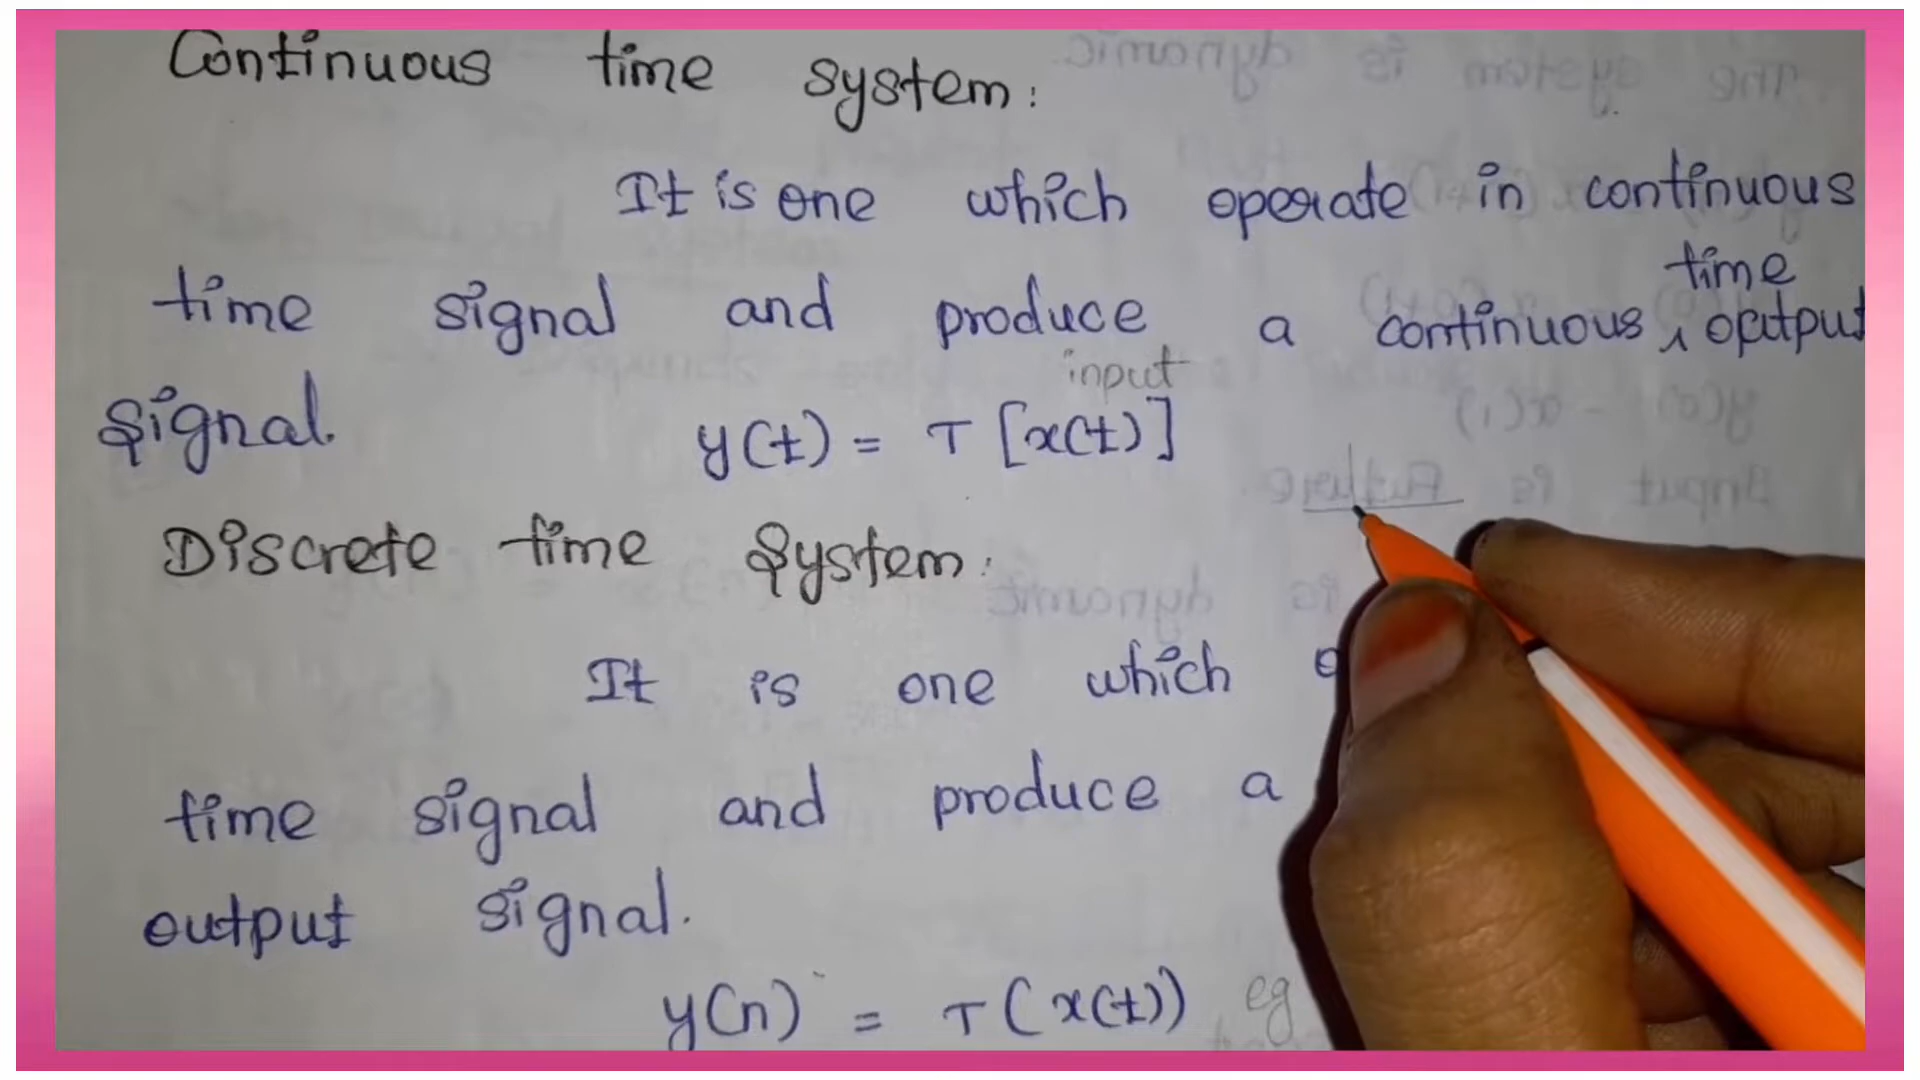 Continuous time system:
It is one which operate in continuous
time
time signal and produce a continuous output
signal.
input
y(t) = T [x(t)]
Discrete time System:
It is one which
time signal and produce a
output signal.
y(n) = T(x(t)) eg